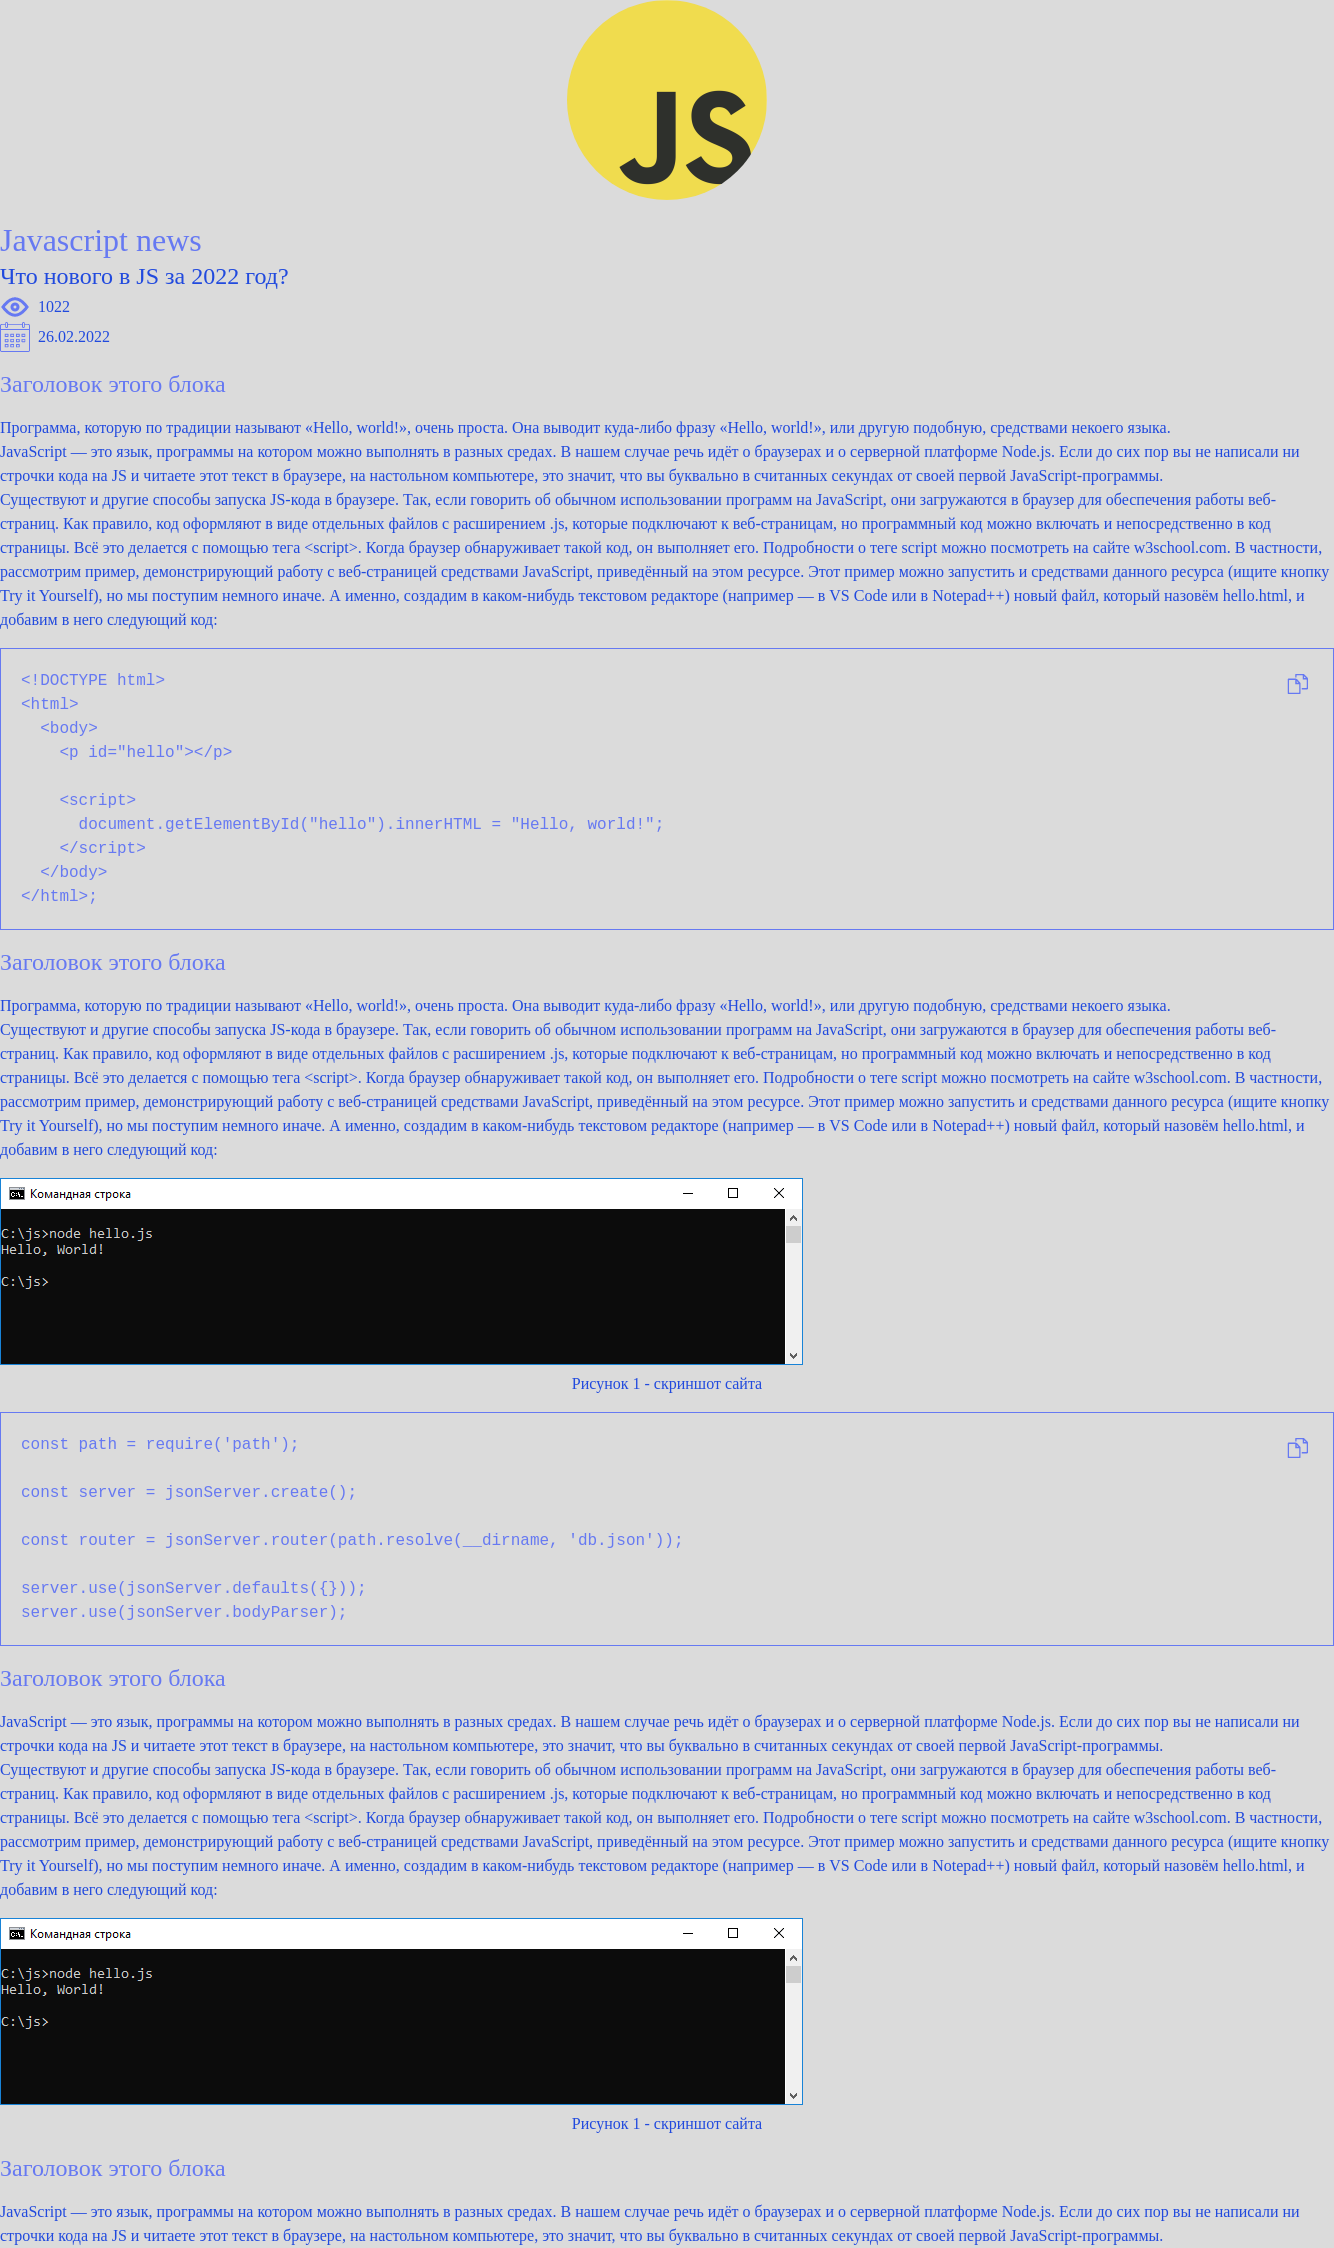 JS
Javascript news
Что нового в JS за 2022 год?
1022
26.02.2022
Заголовок этого блока
Программа, которую по традиции называют «Hello, world!», очень проста. Она выводит куда-либо фразу «Hello, world!», или другую подобную, средствами некоего языка.
JavaScript — это язык, программы на котором можно выполнять в разных средах. В нашем случае речь идёт о браузерах и о серверной платформе Node.js. Если до сих пор вы не написали ни
строчки кода на JS и читаете этот текст в браузере, на настольном компьютере, это значит, что вы буквально в считанных секундах от своей первой JavaScript-программы.
Существуют и другие способы запуска JS-кода в браузере. Так, если говорить об обычном использовании программ на JavaScript, они загружаются в браузер для обеспечения работы веб-
страниц. Как правило, код оформляют в виде отдельных файлов с расширением .js, которые подключают к веб-страницам, но программный код можно включать и непосредственно в код
страницы. Всё это делается с помощью тега <script>. Когда браузер обнаруживает такой код, он выполняет его. Подробности о теге script можно посмотреть на сайте w3school.com. В частности,
рассмотрим пример, демонстрирующий работу с веб-страницей средствами JavaScript, приведённый на этом ресурсе. Этот пример можно запустить и средствами данного ресурса (ищите кнопку
Try it Yourself), но мы поступим немного иначе. А именно, создадим в каком-нибудь текстовом редакторе (например — в VS Code или в Notepad++) новый файл, который назовём hello.html, и
добавим в него следующий код:
<!DOCTYPE html>
<html>
  <body>
    <p id="hello"></p>
    <script>
      document.getElementById("hello").innerHTML = "Hello, world!";
    </script>
  </body>
</html>;
Заголовок этого блока
Программа, которую по традиции называют «Hello, world!», очень проста. Она выводит куда-либо фразу «Hello, world!», или другую подобную, средствами некоего языка.
Существуют и другие способы запуска JS-кода в браузере. Так, если говорить об обычном использовании программ на JavaScript, они загружаются в браузер для обеспечения работы веб-
страниц. Как правило, код оформляют в виде отдельных файлов с расширением .js, которые подключают к веб-страницам, но программный код можно включать и непосредственно в код
страницы. Всё это делается с помощью тега <script>. Когда браузер обнаруживает такой код, он выполняет его. Подробности о теге script можно посмотреть на сайте w3school.com. В частности,
рассмотрим пример, демонстрирующий работу с веб-страницей средствами JavaScript, приведённый на этом ресурсе. Этот пример можно запустить и средствами данного ресурса (ищите кнопку
Try it Yourself), но мы поступим немного иначе. А именно, создадим в каком-нибудь текстовом редакторе (например — в VS Code или в Notepad++) новый файл, который назовём hello.html, и
добавим в него следующий код:
Командная строка
C:\js>node hello.js
Hello, World!
C:\js>
Рисунок 1 - скриншот сайта
const path = require('path');
const server = jsonServer.create();
const router = jsonServer.router(path.resolve(__dirname, 'db.json'));
server.use(jsonServer.defaults({}));
server.use(jsonServer.bodyParser);
Заголовок этого блока
JavaScript — это язык, программы на котором можно выполнять в разных средах. В нашем случае речь идёт о браузерах и о серверной платформе Node.js. Если до сих пор вы не написали ни
строчки кода на JS и читаете этот текст в браузере, на настольном компьютере, это значит, что вы буквально в считанных секундах от своей первой JavaScript-программы.
Существуют и другие способы запуска JS-кода в браузере. Так, если говорить об обычном использовании программ на JavaScript, они загружаются в браузер для обеспечения работы веб-
страниц. Как правило, код оформляют в виде отдельных файлов с расширением .js, которые подключают к веб-страницам, но программный код можно включать и непосредственно в код
страницы. Всё это делается с помощью тега <script>. Когда браузер обнаруживает такой код, он выполняет его. Подробности о теге script можно посмотреть на сайте w3school.com. В частности,
рассмотрим пример, демонстрирующий работу с веб-страницей средствами JavaScript, приведённый на этом ресурсе. Этот пример можно запустить и средствами данного ресурса (ищите кнопку
Try it Yourself), но мы поступим немного иначе. А именно, создадим в каком-нибудь текстовом редакторе (например — в VS Code или в Notepad++) новый файл, который назовём hello.html, и
добавим в него следующий код:
Командная строка
C:\js>node hello.js
Hello, World!
C:\js>
Рисунок 1 - скриншот сайта
Заголовок этого блока
JavaScript — это язык, программы на котором можно выполнять в разных средах. В нашем случае речь идёт о браузерах и о серверной платформе Node.js. Если до сих пор вы не написали ни
строчки кода на JS и читаете этот текст в браузере, на настольном компьютере, это значит, что вы буквально в считанных секундах от своей первой JavaScript-программы.